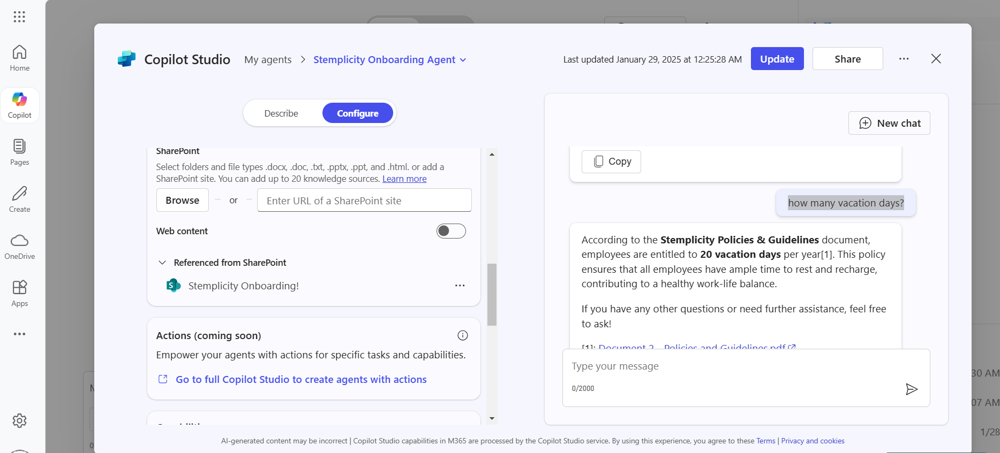 Home
Copilot
Pages
Create
OneDrive
Apps
Copilot Studio
My agents
Stemplicity Onboarding Agent
Last updated January 29, 2025 at 12:25:28 AM
Update
Share
Describe
Configure
SharePoint
Select folders and file types .docx, .doc, .txt, .pptx, .ppt, and .html. or add a
SharePoint site. You can add up to 20 knowledge sources. Learn more
Browse
or
Enter URL of a SharePoint site
Web content
Referenced from SharePoint
Stemplicity Onboarding!
Actions (coming soon)
Empower your agents with actions for specific tasks and capabilities.
Go to full Copilot Studio to create agents with actions
New chat
Copy
how many vacation days?
According to the Stemplicity Policies & Guidelines document,
employees are entitled to 20 vacation days per year[1]. This policy
ensures that all employees have ample time to rest and recharge,
contributing to a healthy work-life balance.
If you have any other questions or need further assistance, feel free
to ask!
[1]: Document 2 - Policies and Guidelines.pdf
Type your message
0/2000
30 AM
07 AM
1/28
AI-generated content may be incorrect | Copilot Studio capabilities in M365 are processed by the Copilot Studio service. By using this experience, you agree to these Terms | Privacy and cookies